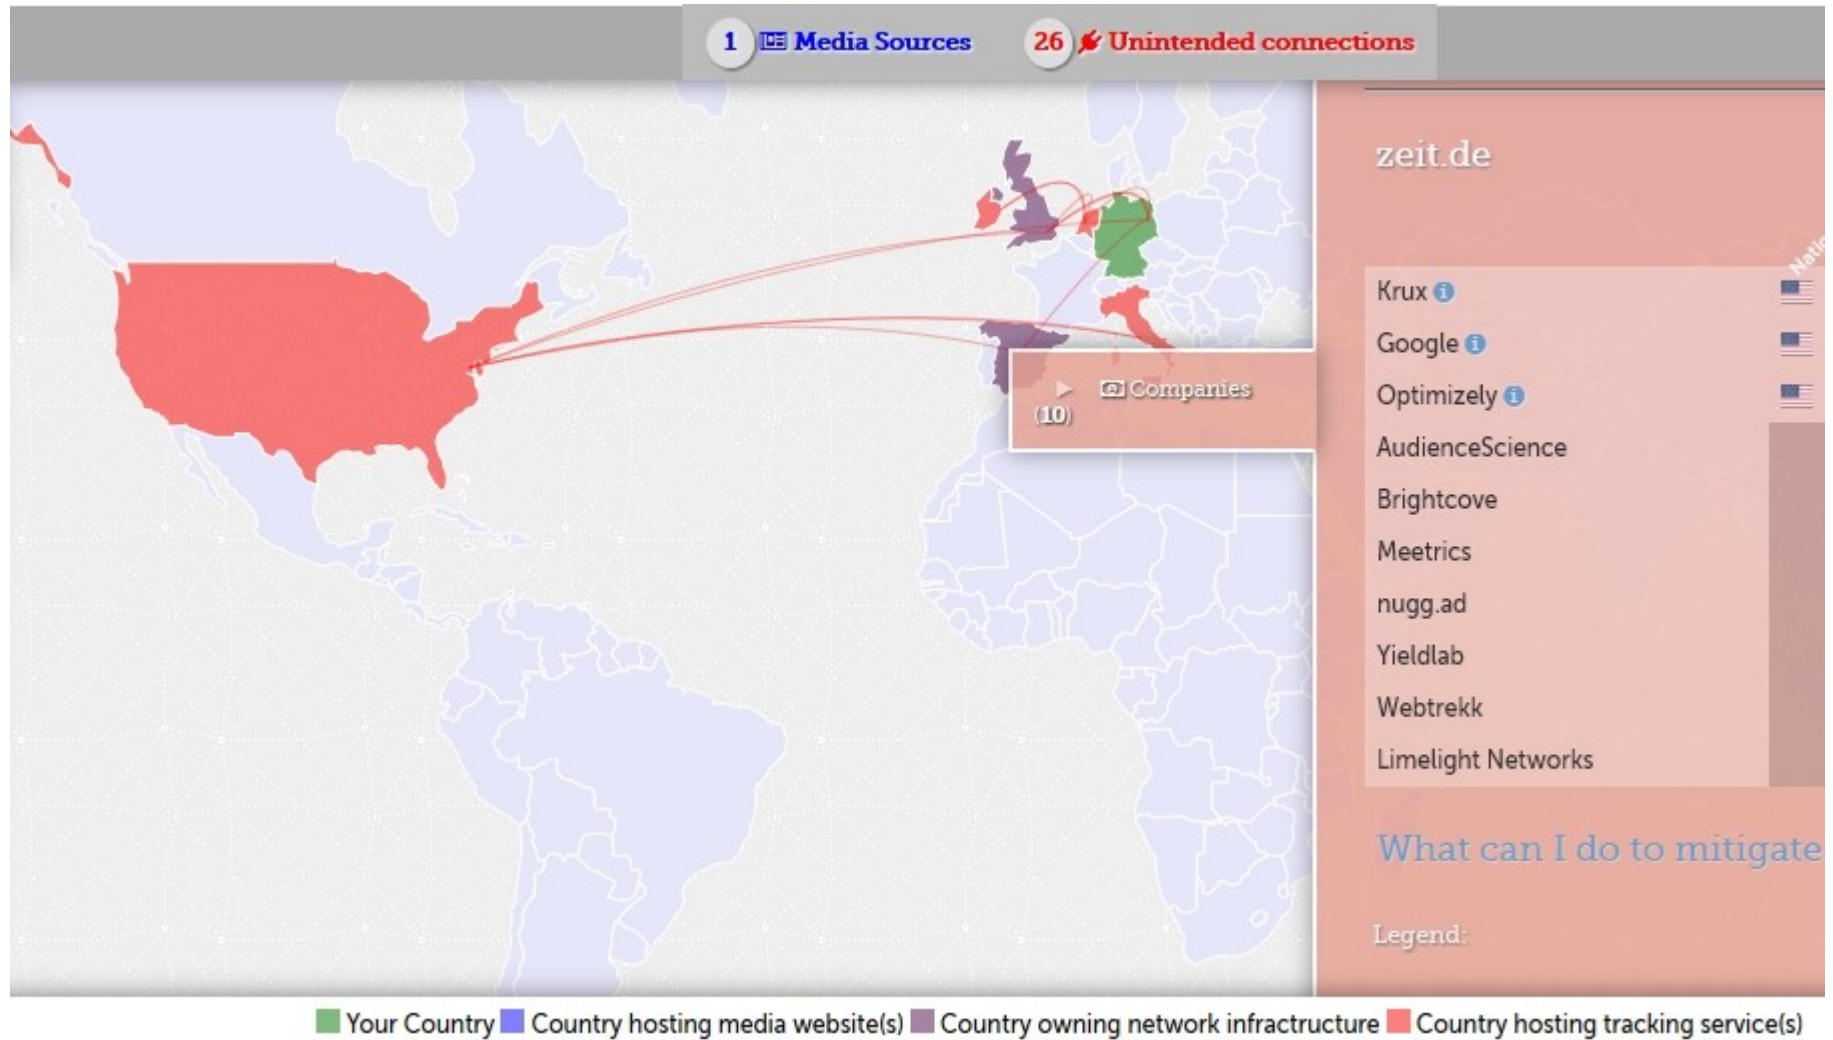 1 Media Sources 26 Unintended connections
zeit.de
Krux
Google
Optimizely
AudienceScience
Brightcove
Meetrics
nugg.ad
Yieldlab
Webtrekk
Limelight Networks
Companies
(10)
What can I do to mitigate
Legend:
Your Country Country hosting media website(s) Country owning network infractructure Country hosting tracking service(s)